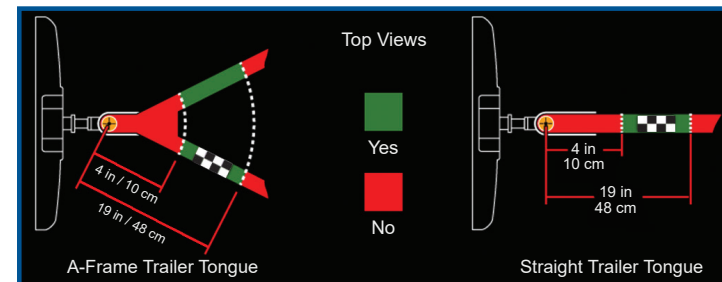 Top Views
Yes
No
4 in / 10 cm
19 in / 48 cm
A-Frame Trailer Tongue
4 in
10 cm
19 in
48 cm
Straight Trailer Tongue